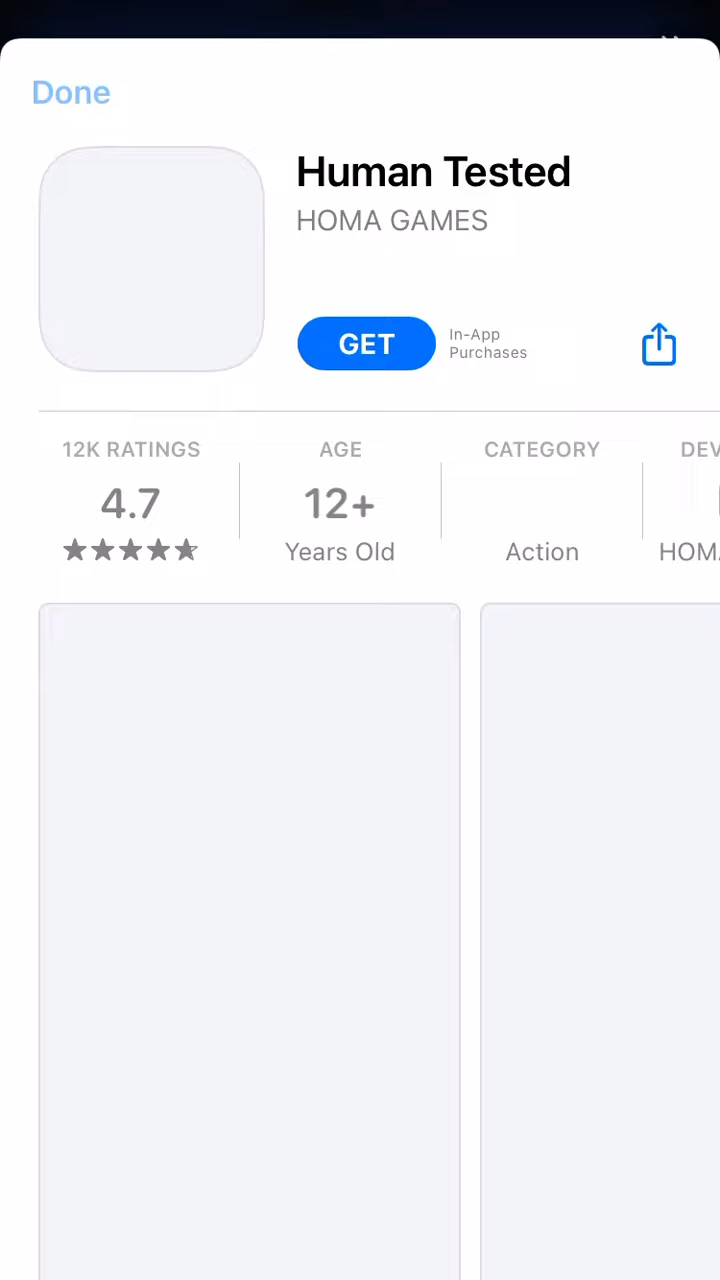 Done
Human Tested
HOMA GAMES
GET
In-App
Purchases
12K RATINGS
AGE
CATEGORY
4.7
12+
Years Old
Action